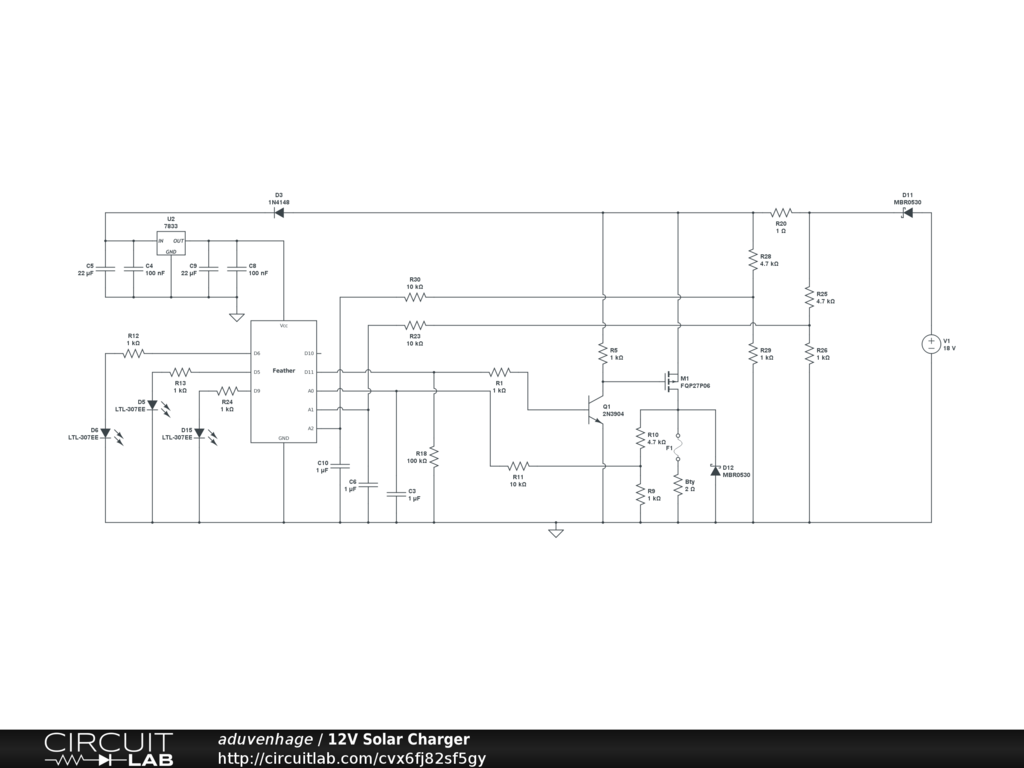 D3
1N4148
D11
MBR0530
U2
7833
IN
OUT
GND
R20
1 Ω
C5
22 µF
C4
100 nF
C9
22 µF
C8
100 nF
R28
4.7 kΩ
R30
10 kΩ
R25
4.7 kΩ
R23
10 kΩ
Vcc
R12
1 kΩ
D6
D10
R5
1 kΩ
R29
1 kΩ
R26
1 kΩ
V1
18 V
R13
1 kΩ
D5
Feather
D11
R1
1 kΩ
M1
FQP27P06
R24
1 kΩ
D9
A0
D5
LTL-307EE
A1
Q1
2N3904
D6
LTL-307EE
D15
LTL-307EE
A2
GND
R10
4.7 kΩ
F1
R18
100 kΩ
C10
1 µF
R11
10 kΩ
D12
MBR0530
C6
1 µF
C3
1 µF
R9
1 kΩ
Bty
2 Ω
CIRCUIT
LAB
aduvenhage / 12V Solar Charger
http://circuitlab.com/cvx6fj82sf5gy